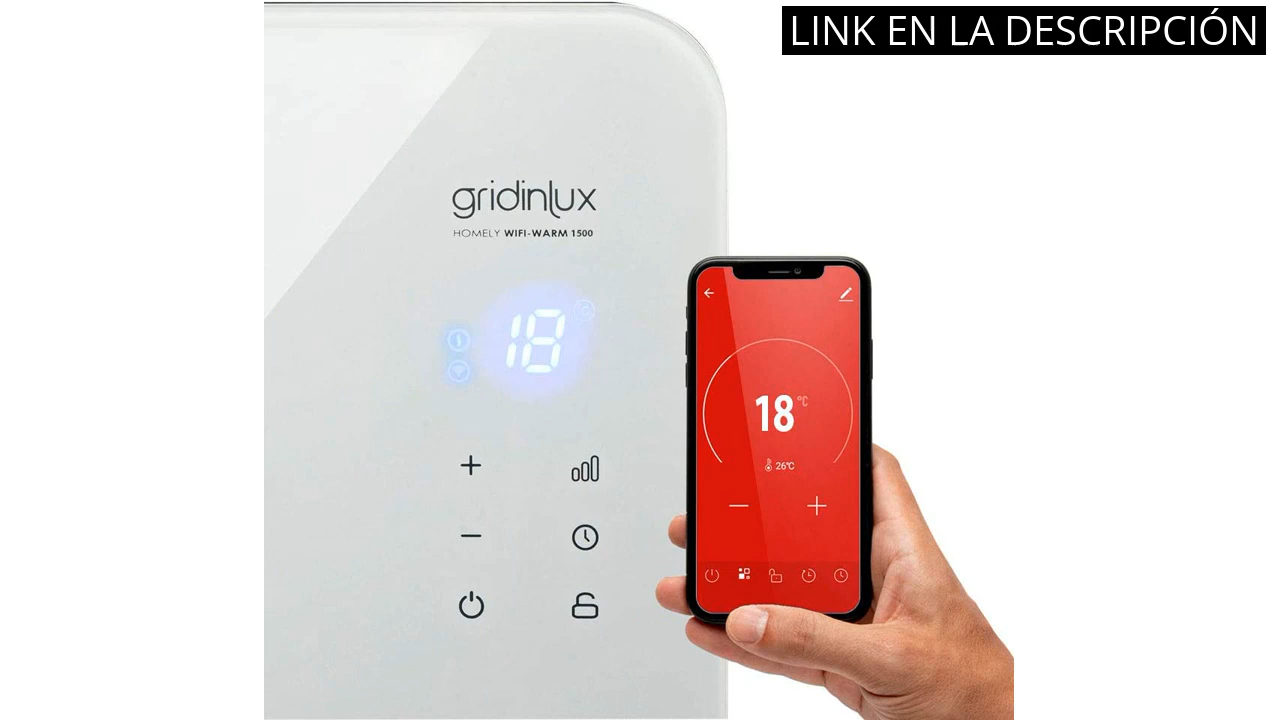 LINK EN LA DESCRIPCIÓN
gridinlux
HOMELY WIFI-WARM 1500
18
18 °C
26°C